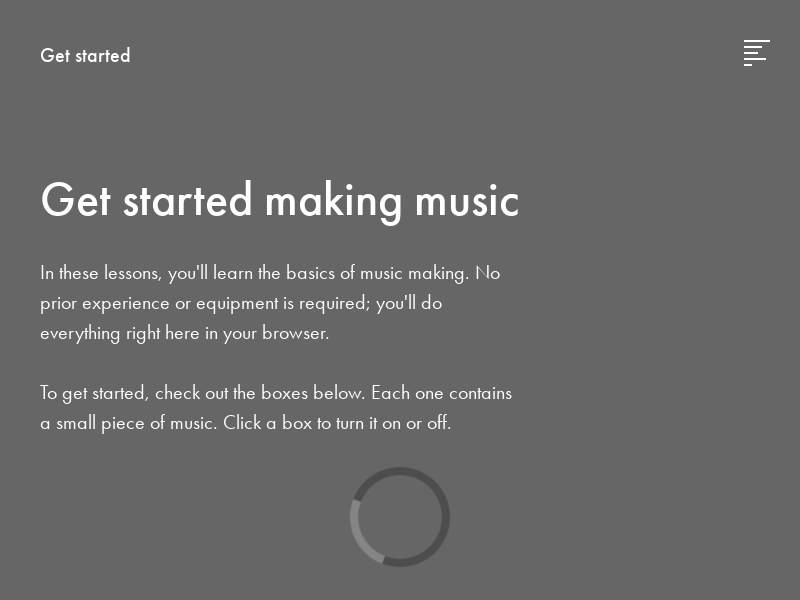 Get started
Get started making music
In these lessons, you'll learn the basics of music making. No
prior experience or equipment is required; you'll do
everything right here in your browser.
To get started, check out the boxes below. Each one contains
a small piece of music. Click a box to turn it on or off.